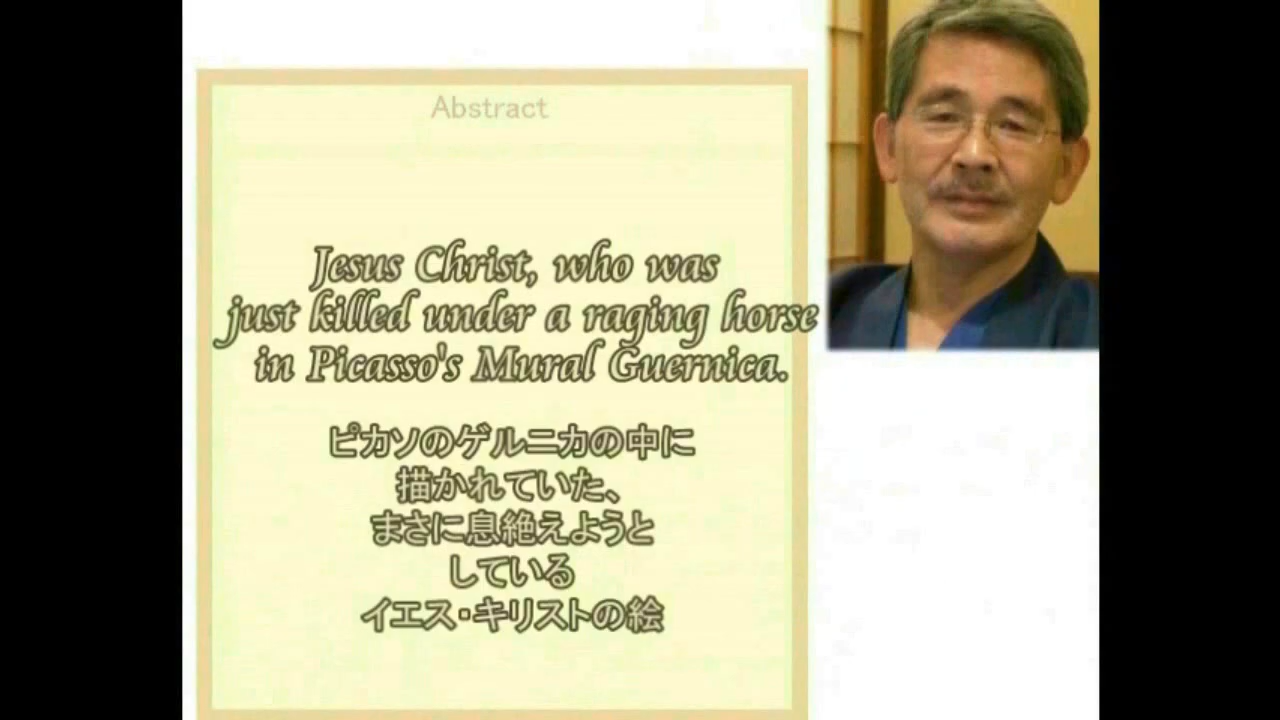 Abstract
Jesus Christ, who was
just killed under a raging horse
in Picasso's Mural Guernica.
ピカソのゲルニカの中に
描かれていた、
まさに息絶えようと
している
イエス・キリストの絵